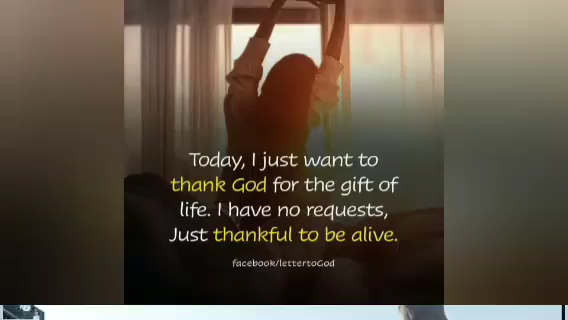 Today, I just want to
thank God for the gift of
life. I have no requests,
Just thankful to be alive.
facebook/lettertoGod